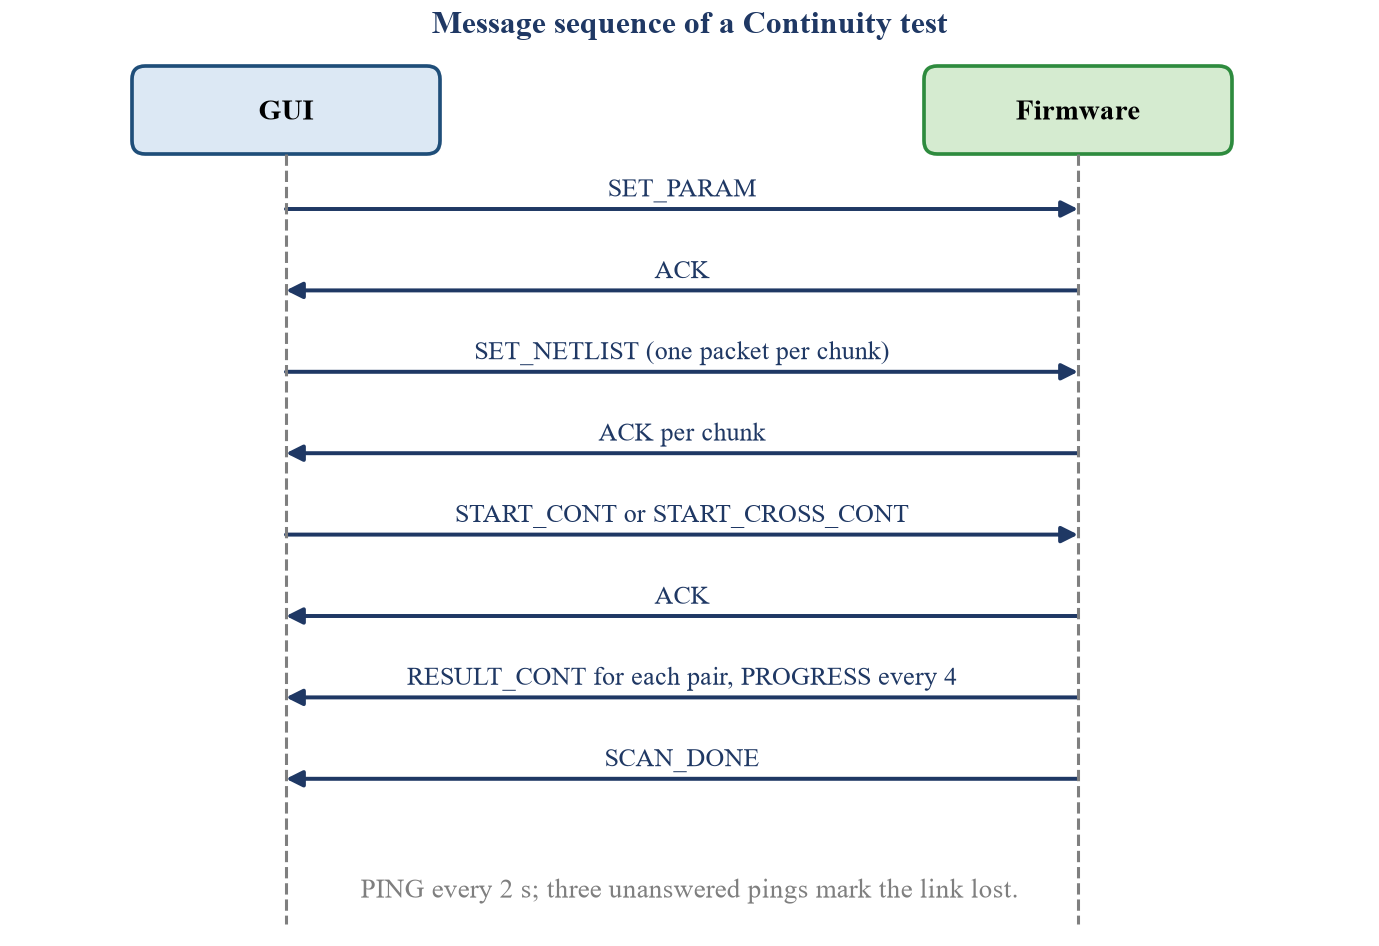 Message sequence of a Continuity test
GUI
Firmware
SET_PARAM
ACK
SET_NETLIST (one packet per chunk)
ACK per chunk
START_CONT or START_CROSS_CONT
ACK
RESULT_CONT for each pair, PROGRESS every 4
SCAN_DONE
PING every 2 s; three unanswered pings mark the link lost.